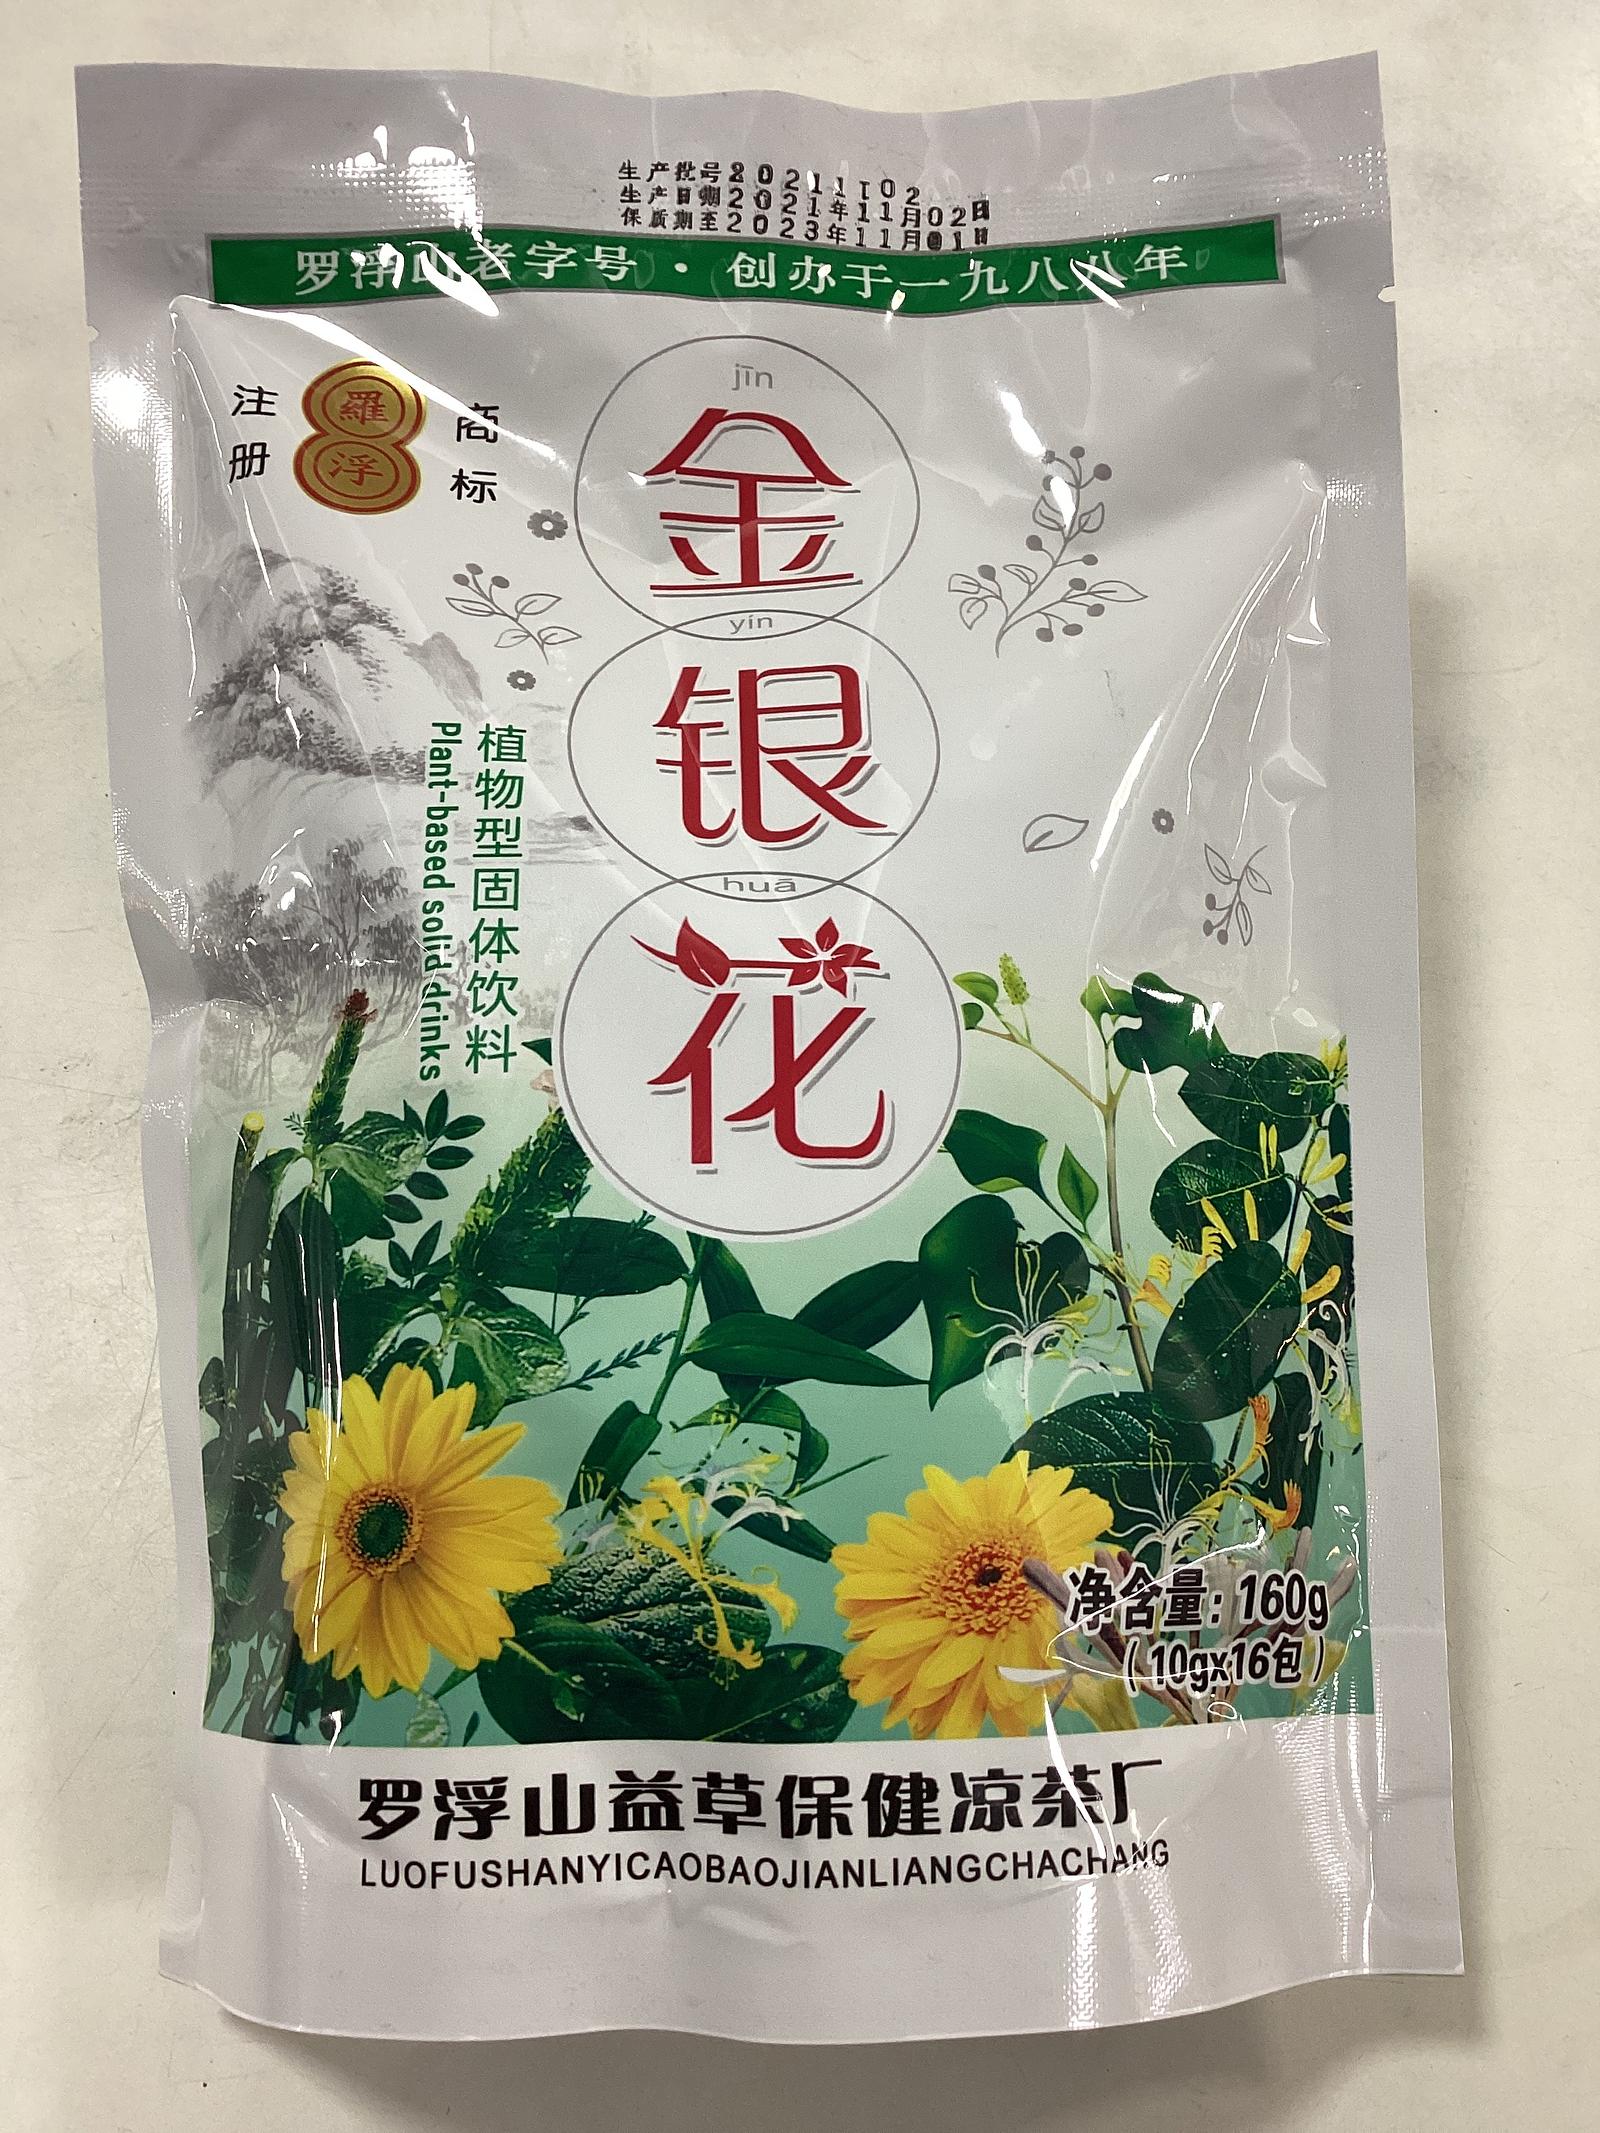 生产批号20211102
生产日期2021年11月02日
保质期至2023年11月01日
罗浮山老字号·创办于一九八八年
注册
羅浮
商标
jīn
金
yín
银
huā
花
植物型固体饮料
Plant-based solid drinks
净含量：160g
（10gx16包）
罗浮山益草保健凉茶厂
LUOFUSHANYICAOBAOJIANLIANGCHACHANG